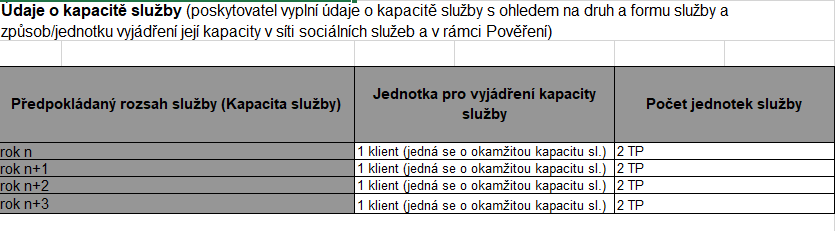 Údaje o kapacitě služby (poskytovatel vyplní údaje o kapacitě služby s ohledem na druh a formu služby a
způsob/jednotku vyjádření její kapacity v síti sociálních služeb a v rámci Pověření)
Předpokládaný rozsah služby (Kapacita služby)
Jednotka pro vyjádření kapacity
služby
Počet jednotek služby
rok n
1 klient (jedná se o okamžitou kapacitu sl.)
2 TP
rok n+1
1 klient (jedná se o okamžitou kapacitu sl.)
2 TP
rok n+2
1 klient (jedná se o okamžitou kapacitu sl.)
2 TP
rok n+3
1 klient (jedná se o okamžitou kapacitu sl.)
2 TP